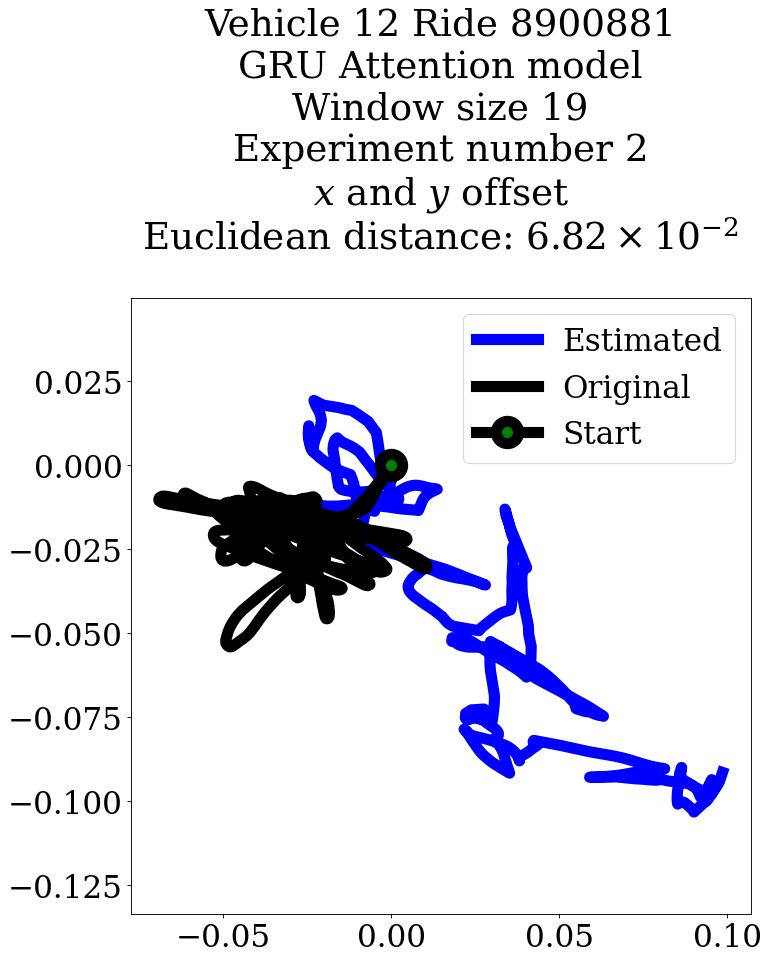 Vehicle 12 Ride 8900881
GRU Attention model
Window size 19
Experiment number 2
x and y offset
Euclidean distance: 6.82 × 10⁻²
Estimated
Original
Start
0.025
0.000
−0.025
−0.050
−0.075
−0.100
−0.125
−0.05 0.00 0.05 0.10